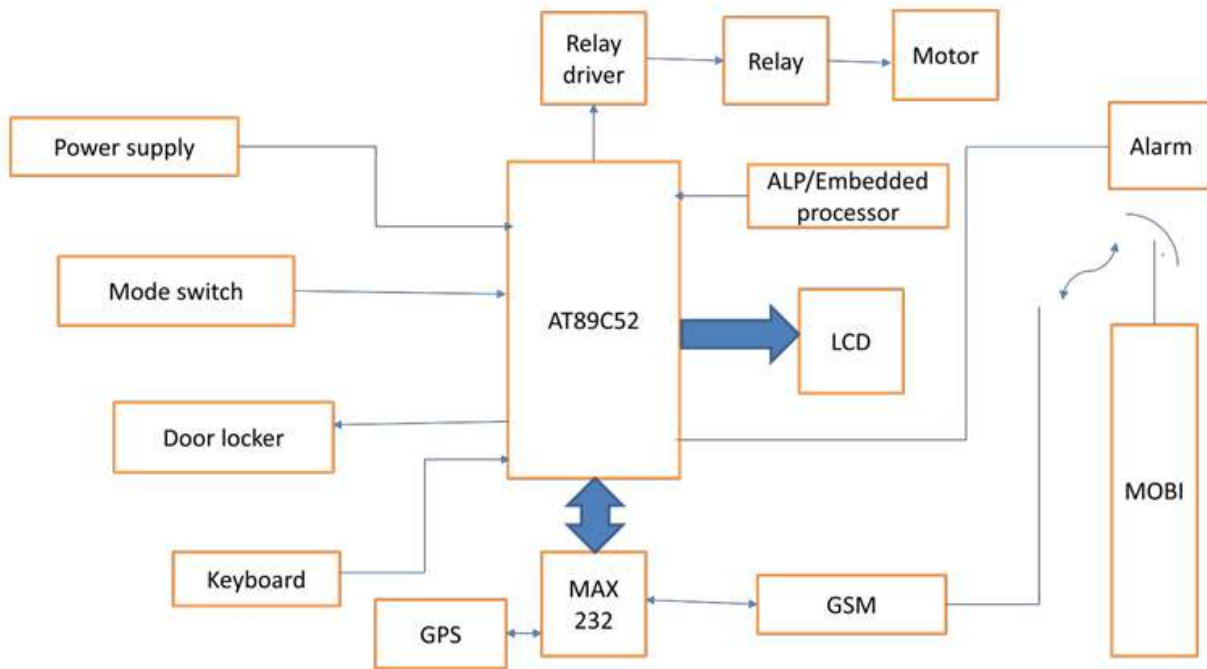 Relay
driver
Relay
Motor
Power supply
Alarm
ALP/Embedded
processor
Mode switch
AT89C52
LCD
Door locker
MOBI
Keyboard
MAX
232
GSM
GPS